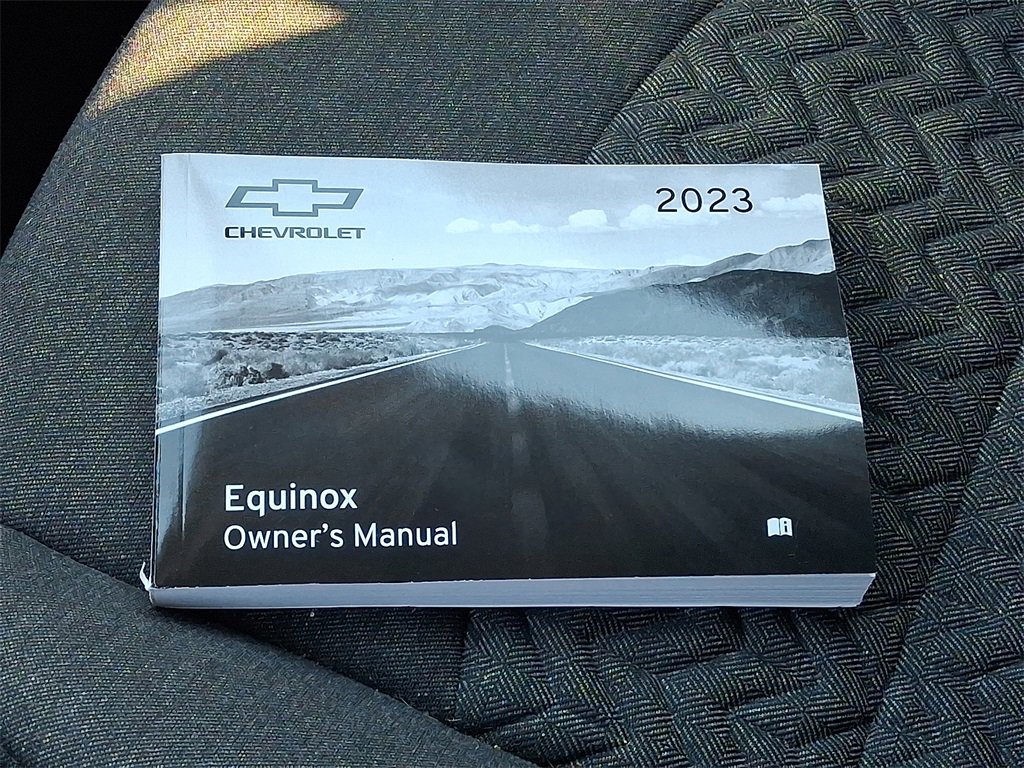 CHEVROLET
2023
Equinox
Owner's Manual